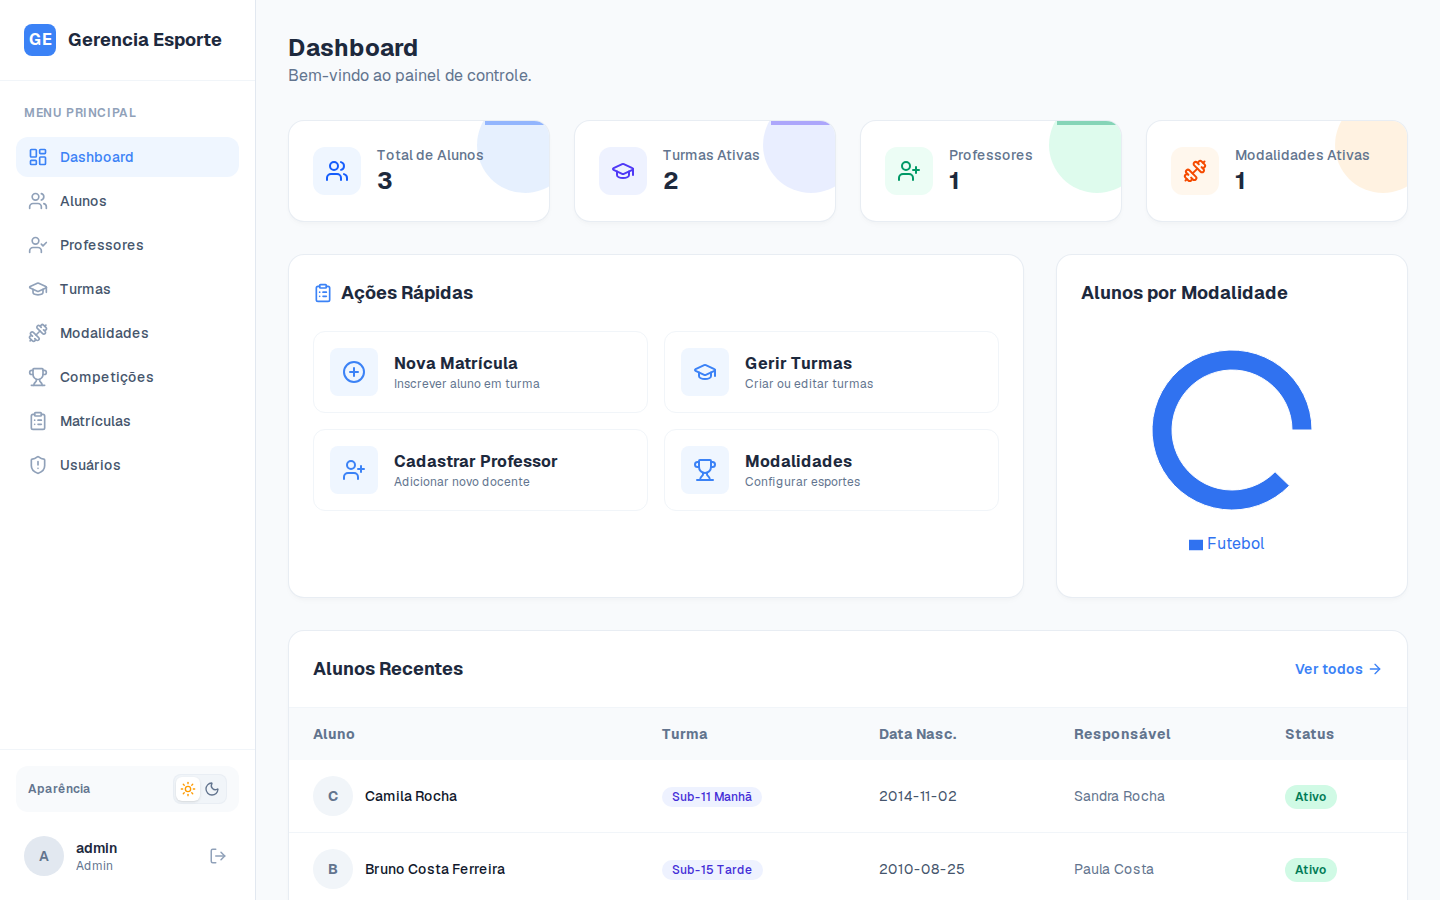 GE Gerencia Esporte
MENU PRINCIPAL
Dashboard
Alunos
Professores
Turmas
Modalidades
Competições
Matrículas
Usuários
Aparência
A
admin
Admin
Dashboard
Bem-vindo ao painel de controle.
Total de Alunos
3
Turmas Ativas
2
Professores
1
Modalidades Ativas
1
Ações Rápidas
Nova Matrícula
Inscrever aluno em turma
Gerir Turmas
Criar ou editar turmas
Cadastrar Professor
Adicionar novo docente
Modalidades
Configurar esportes
Alunos por Modalidade
Futebol
Alunos Recentes
Ver todos
Aluno Turma Data Nasc. Responsável Status
C Camila Rocha Sub-11 Manhã 2014-11-02 Sandra Rocha Ativo
B Bruno Costa Ferreira Sub-15 Tarde 2010-08-25 Paula Costa Ativo